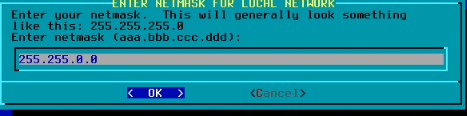 ENTER NETMASK FOR LOCAL NETWORK
Enter your netmask.  This will generally look something
like this: 255.255.255.0
Enter netmask (aaa.bbb.ccc.ddd):
255.255.0.0
<  OK  > <Cancel>